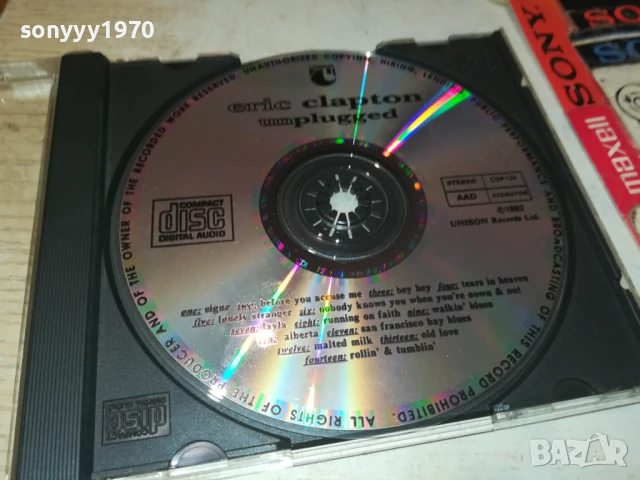 sonyyy1970
eric clapton
unplugged
STEREO
AAD
©1992
UNISON Records Ltd.
COMPACT
disc
DIGITAL AUDIO
one: signe two: before you accuse me three: hey hey four: tears in heaven
five: lonely stranger six: nobody knows you when you're down & out
seven: layla eight: running on faith nine: walkin' blues
ten: alberta eleven: san francisco bay blues
twelve: malted milk thirteen: old love
fourteen: rollin' & tumblin'
ALL RIGHTS OF THE PRODUCER AND OF THE OWNER OF THE RECORDED WORK RESERVED. UNAUTHORISED COPYING, HIRING, PUBLIC PERFORMANCE AND BROADCASTING OF THIS RECORD PROHIBITED.
SONY
maxell
BAZAR